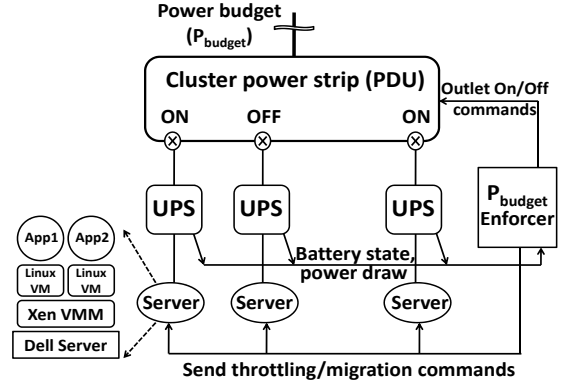 Power budget
(Pbudget)
Cluster power strip (PDU)
ON OFF ON
Outlet On/Off
commands
UPS UPS UPS
Pbudget
Enforcer
App1 App2
Battery state,
power draw
Linux VM Linux VM
Server Server Server
Xen VMM
Dell Server
Send throttling/migration commands